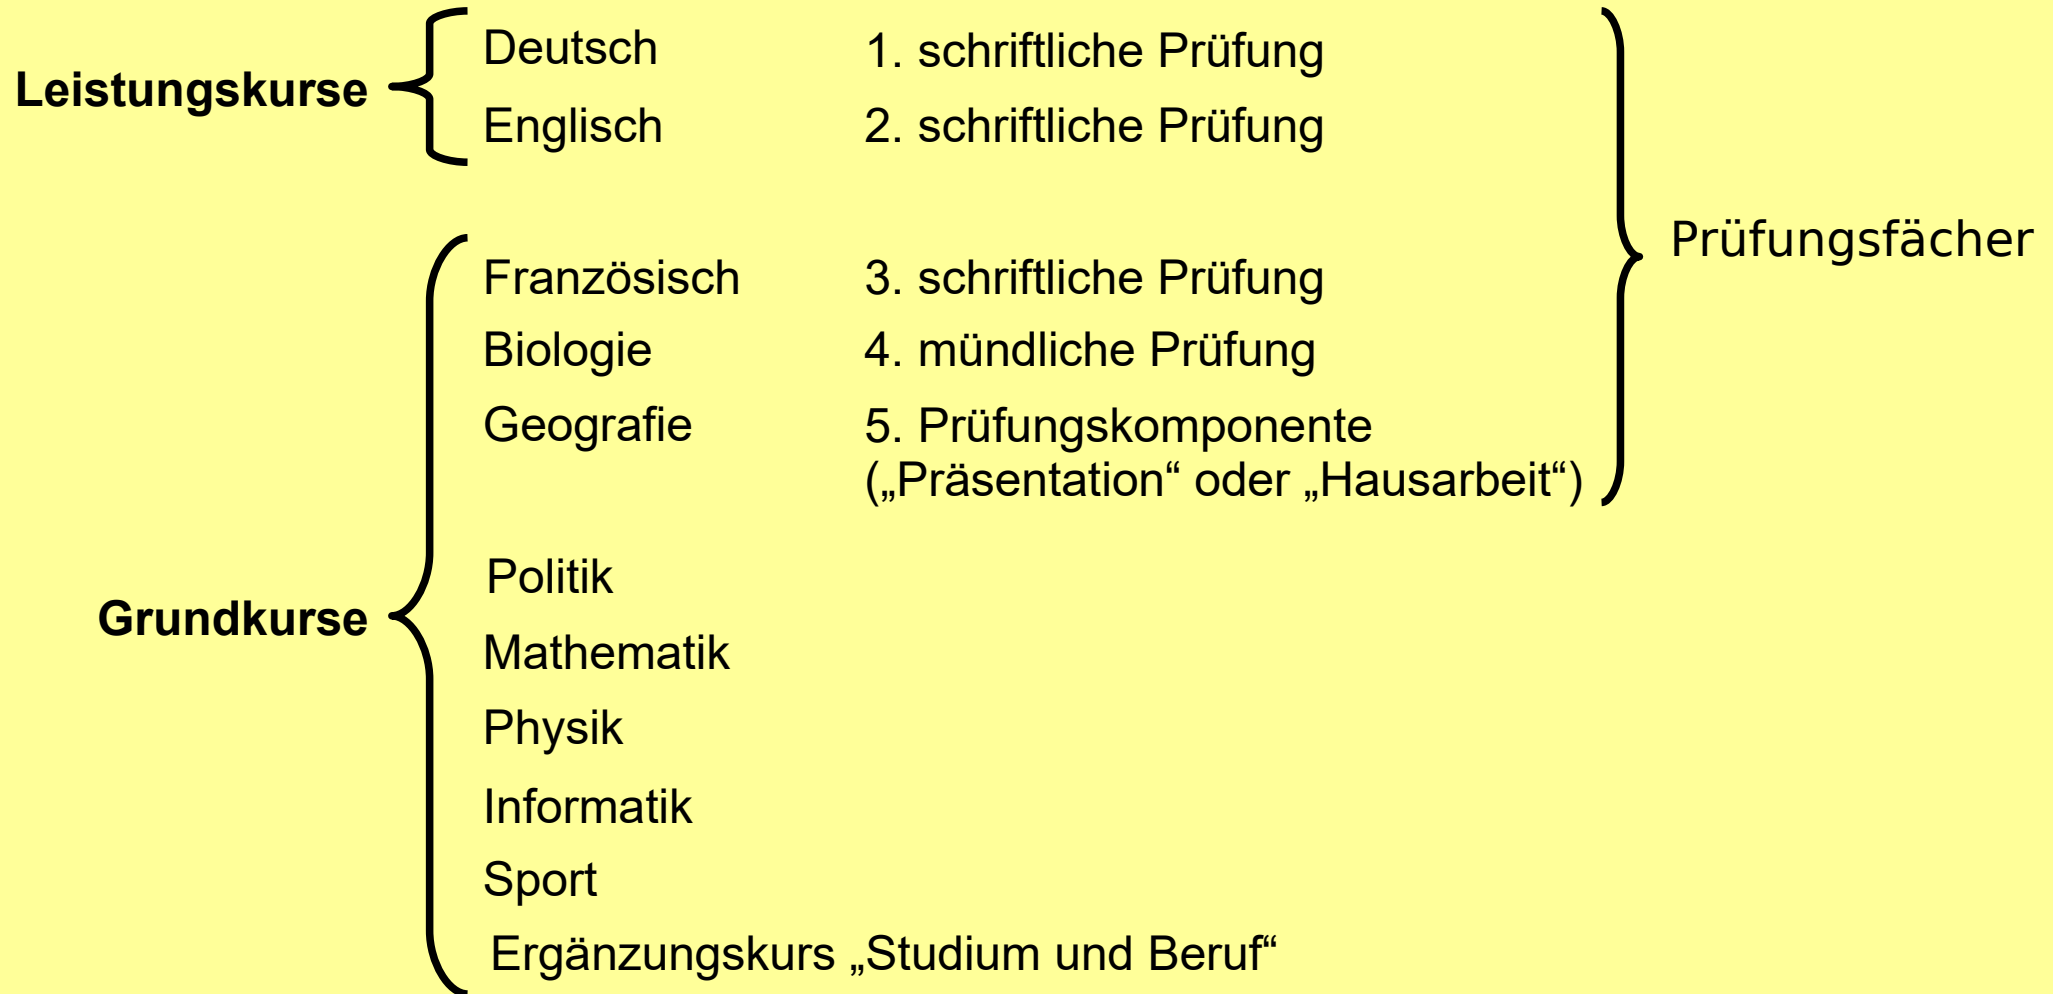 Leistungskurse
Deutsch 1. schriftliche Prüfung
Englisch 2. schriftliche Prüfung
Prüfungsfächer
Französisch 3. schriftliche Prüfung
Biologie 4. mündliche Prüfung
Geografie 5. Prüfungskomponente
(„Präsentation“ oder „Hausarbeit“)
Grundkurse
Politik
Mathematik
Physik
Informatik
Sport
Ergänzungskurs „Studium und Beruf“